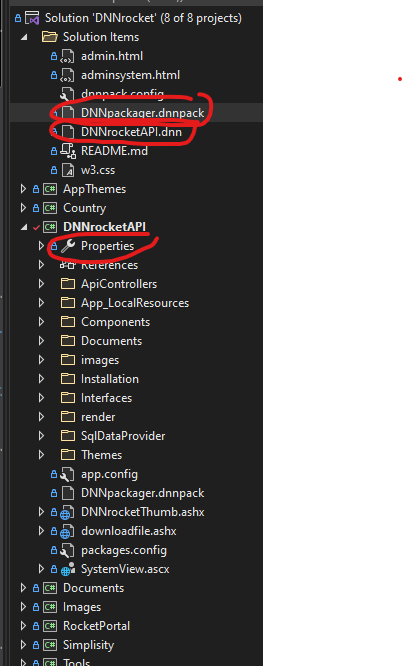 Solution 'DNNrocket' (8 of 8 projects)
Solution Items
admin.html
adminsystem.html
dnnpack.config
DNNpackager.dnnpack
DNNrocketAPI.dnn
README.md
w3.css
AppThemes
Country
DNNrocketAPI
Properties
References
ApiControllers
App_LocalResources
Components
Documents
images
Installation
Interfaces
render
SqlDataProvider
Themes
app.config
DNNpackager.dnnpack
DNNrocketThumb.ashx
downloadfile.ashx
packages.config
SystemView.ascx
Documents
Images
RocketPortal
Simplisity
Tools